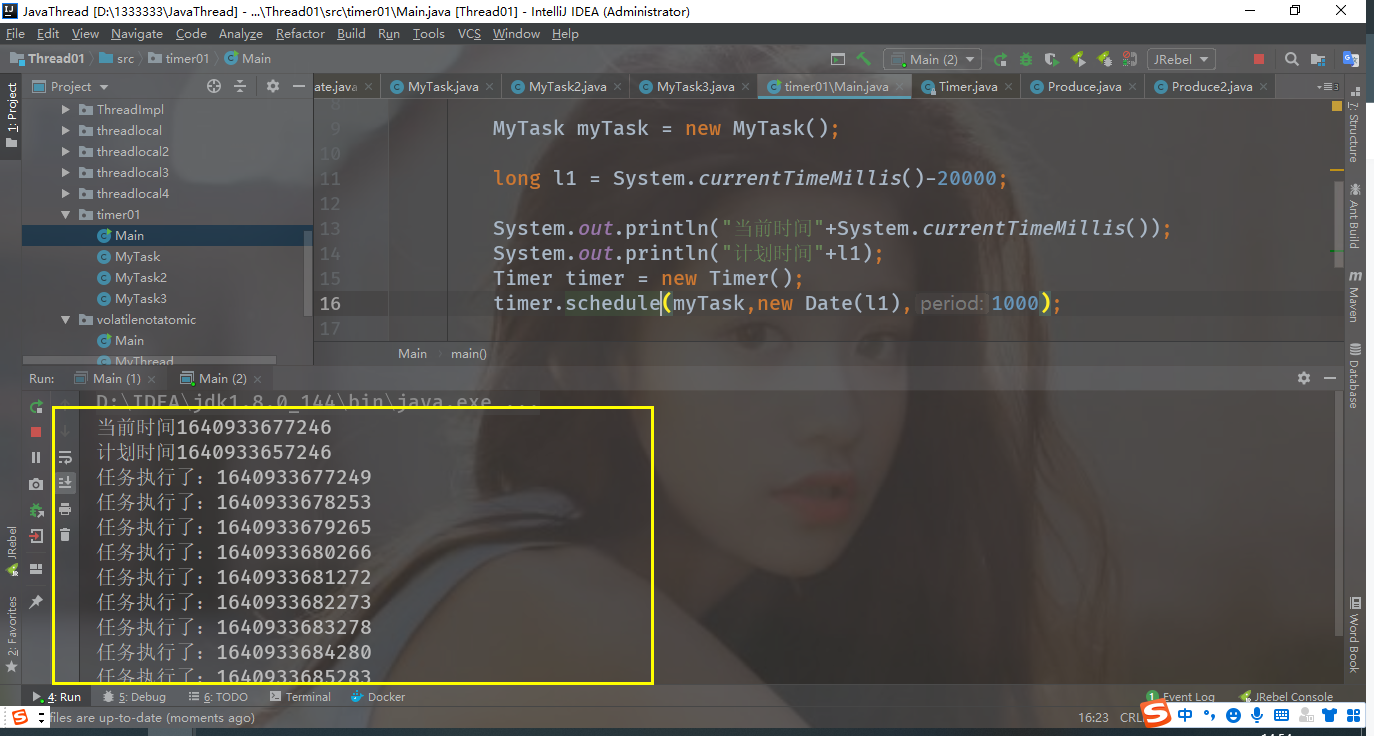 JavaThread [D:\1333333\JavaThread] - ...\Thread01\src\timer01\Main.java [Thread01] - IntelliJ IDEA (Administrator)
File Edit View Navigate Code Analyze Refactor Build Run Tools VCS Window Help
Thread01 src timer01 Main Main (2) JRebel
1: Project
Project
ate.java MyTask.java MyTask2.java MyTask3.java timer01\Main.java Timer.java Produce.java Produce2.java
ThreadImpl
threadlocal
threadlocal2
threadlocal3
threadlocal4
timer01
Main
MyTask
MyTask2
MyTask3
volatilenotatomic
Main
MyThread
8
9 MyTask myTask = new MyTask();
10
11 long l1 = System.currentTimeMillis()-20000;
12
13 System.out.println("当前时间"+System.currentTimeMillis());
14 System.out.println("计划时间"+l1);
15 Timer timer = new Timer();
16 timer.schedule(myTask,new Date(l1), period: 1000);
17
Main main()
7: Structure
Ant Build
m Maven
Database
Word Book
Run: Main (1) Main (2)
D:\IDEA\jdk1.8.0_144\bin\java.exe ...
当前时间1640933677246
计划时间1640933657246
任务执行了：1640933677249
任务执行了：1640933678253
任务执行了：1640933679265
任务执行了：1640933680266
任务执行了：1640933681272
任务执行了：1640933682273
任务执行了：1640933683278
任务执行了：1640933684280
任务执行了：1640933685283
JRebel
2: Favorites
4: Run 5: Debug 6: TODO Terminal Docker 1 Event Log JRebel Console
files are up-to-date (moments ago) 16:23 CRL
中